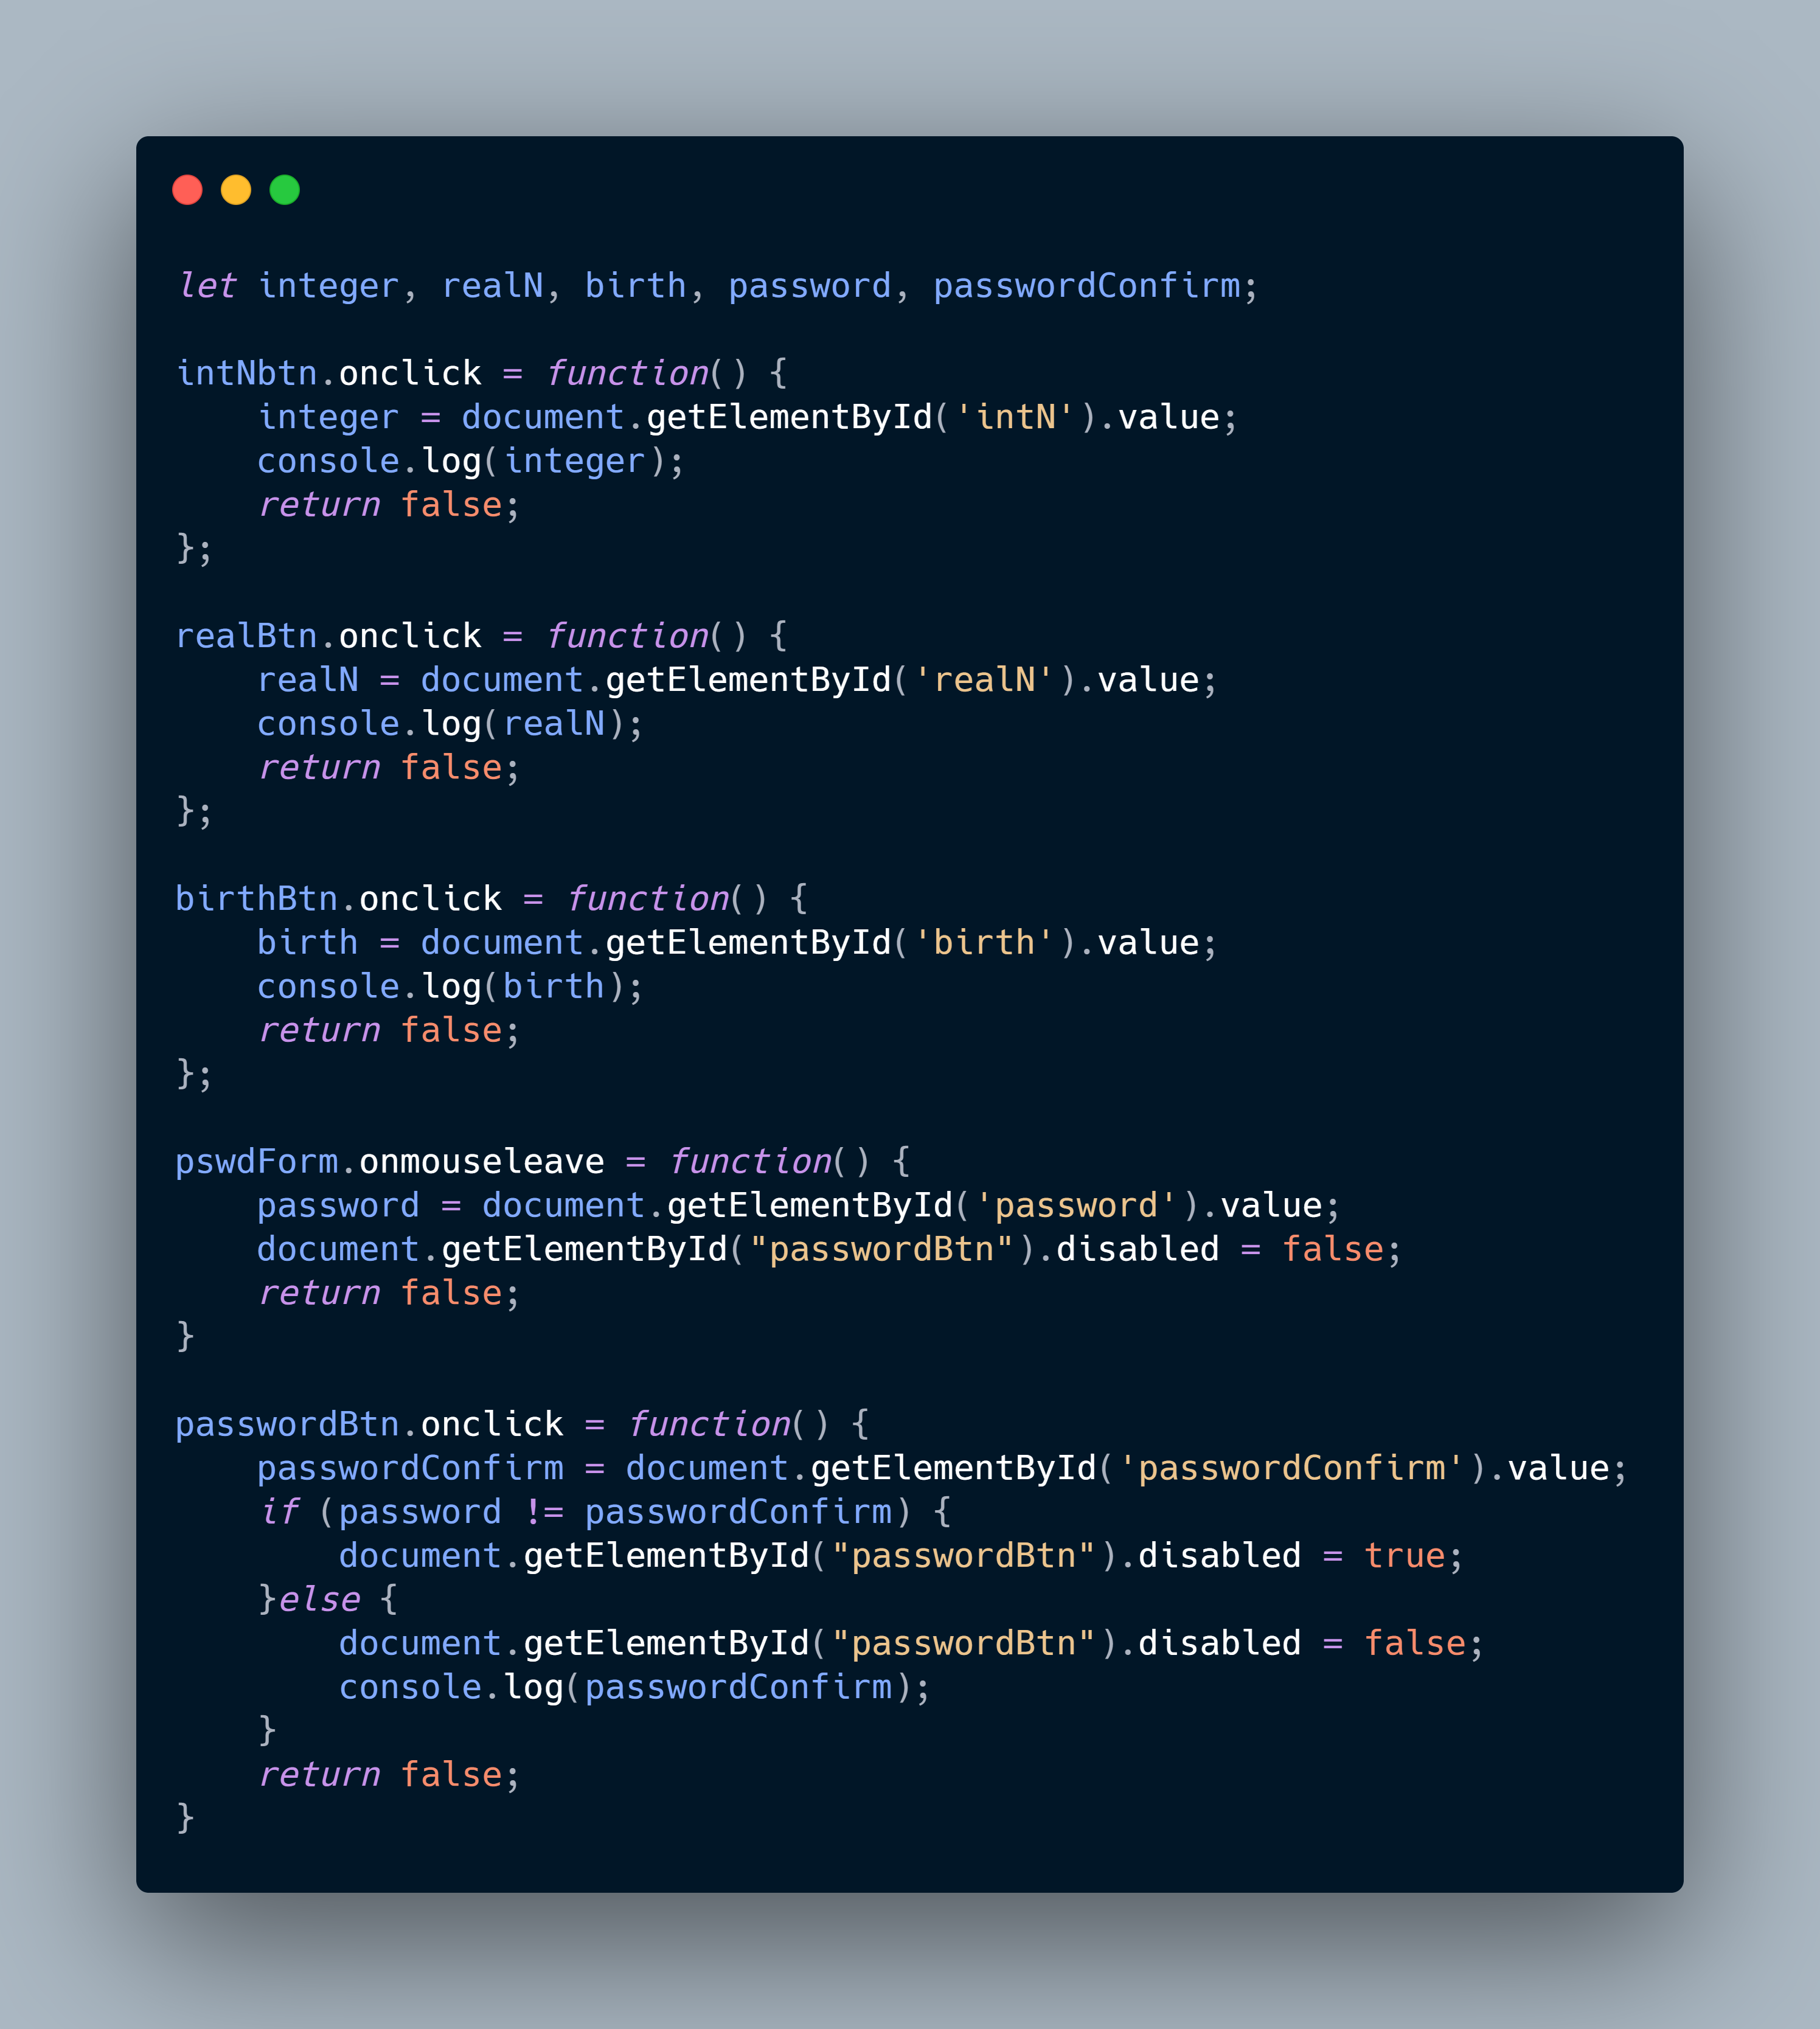 let integer, realN, birth, password, passwordConfirm;

intNbtn.onclick = function() {
    integer = document.getElementById('intN').value;
    console.log(integer);
    return false;
};

realBtn.onclick = function() {
    realN = document.getElementById('realN').value;
    console.log(realN);
    return false;
};

birthBtn.onclick = function() {
    birth = document.getElementById('birth').value;
    console.log(birth);
    return false;
};

pswdForm.onmouseleave = function() {
    password = document.getElementById('password').value;
    document.getElementById("passwordBtn").disabled = false;
    return false;
}

passwordBtn.onclick = function() {
    passwordConfirm = document.getElementById('passwordConfirm').value;
    if (password != passwordConfirm) {
        document.getElementById("passwordBtn").disabled = true;
    }else {
        document.getElementById("passwordBtn").disabled = false;
        console.log(passwordConfirm);
    }
    return false;
}